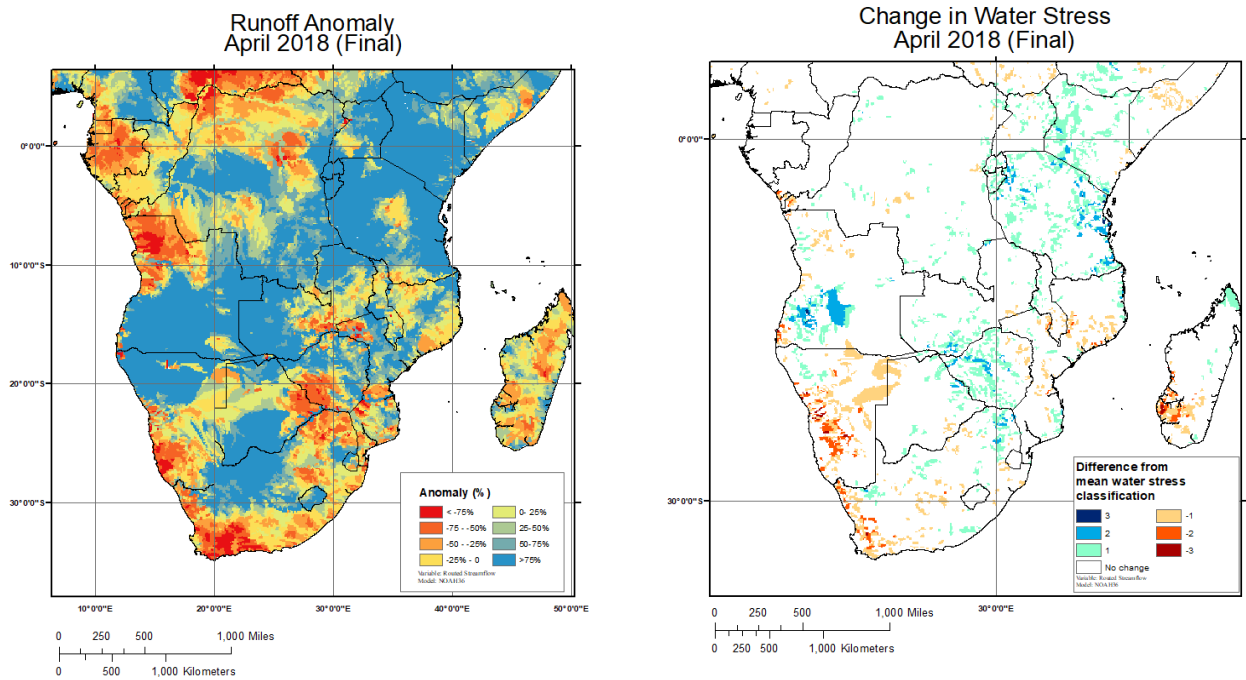 Runoff Anomaly
April 2018 (Final)
0°0'0"
10°0'0"S
20°0'0"S
30°0'0"S
Anomaly (%)
< -75%
-75 - -50%
-50 - -25%
-25% - 0
0- 25%
25-50%
50-75%
>75%
Variable: Routed Streamflow
Model: NOAH36
10°0'0"E
20°0'0"E
30°0'0"E
40°0'0"E
50°0'0"E
0 250 500 1,000 Miles
0 500 1,000 Kilometers
Change in Water Stress
April 2018 (Final)
0°0'0"
30°0'0"S
Difference from
mean water stress
classification
3
2
1
-1
-2
-3
No change
Variable: Routed Streamflow
Model: NOAH36
30°0'0"E
0 250 500 1,000 Miles
0 250 500 1,000 Kilometers